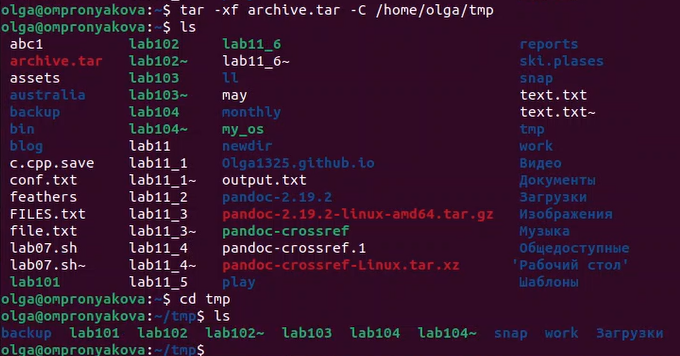 olga@ompronyakova:~$ tar -xf archive.tar -C /home/olga/tmp
olga@ompronyakova:~$ ls
abc1 lab102 lab11_6 reports
archive.tar lab102~ lab11_6~ ski.plases
assets lab103 ll snap
australia lab103~ may text.txt
backup lab104 monthly text.txt~
bin lab104~ my_os tmp
blog lab11 newdir work
c.cpp.save lab11_1 Olga1325.github.io Видео
conf.txt lab11_1~ output.txt Документы
feathers lab11_2 pandoc-2.19.2 Загрузки
FILES.txt lab11_3 pandoc-2.19.2-linux-amd64.tar.gz Изображения
file.txt lab11_3~ pandoc-crossref Музыка
lab07.sh lab11_4 pandoc-crossref.1 Общедоступные
lab07.sh~ lab11_4~ pandoc-crossref-Linux.tar.xz 'Рабочий стол'
lab101 lab11_5 play Шаблоны
olga@ompronyakova:~$ cd tmp
olga@ompronyakova:~/tmp$ ls
backup lab101 lab102 lab102~ lab103 lab104 lab104~ snap work Загрузки
olga@ompronyakova:~/tmp$